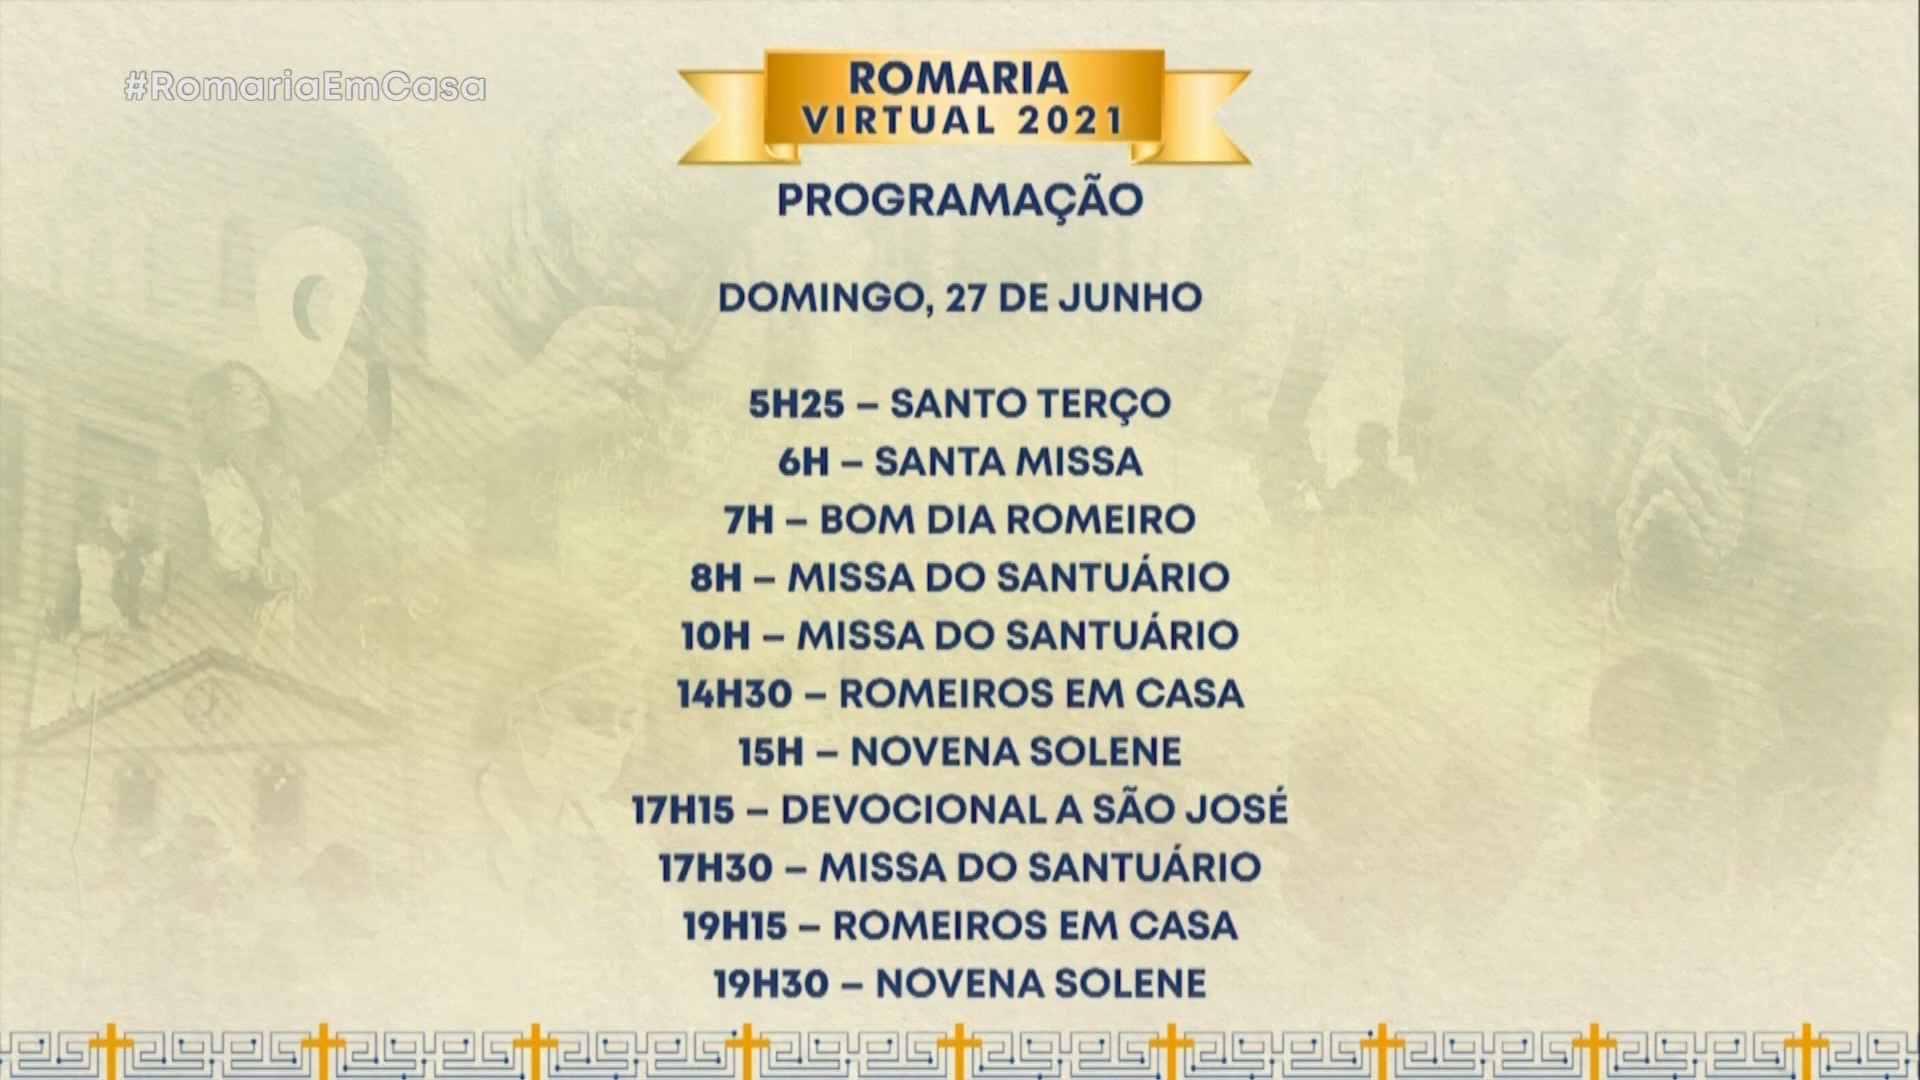 #RomariaEmCasa
ROMARIA
VIRTUAL 2021
PROGRAMAÇÃO
DOMINGO, 27 DE JUNHO
5H25 – SANTO TERÇO
6H – SANTA MISSA
7H – BOM DIA ROMEIRO
8H – MISSA DO SANTUÁRIO
10H – MISSA DO SANTUÁRIO
14H30 – ROMEIROS EM CASA
15H – NOVENA SOLENE
17H15 – DEVOCIONAL A SÃO JOSÉ
17H30 – MISSA DO SANTUÁRIO
19H15 – ROMEIROS EM CASA
19H30 – NOVENA SOLENE